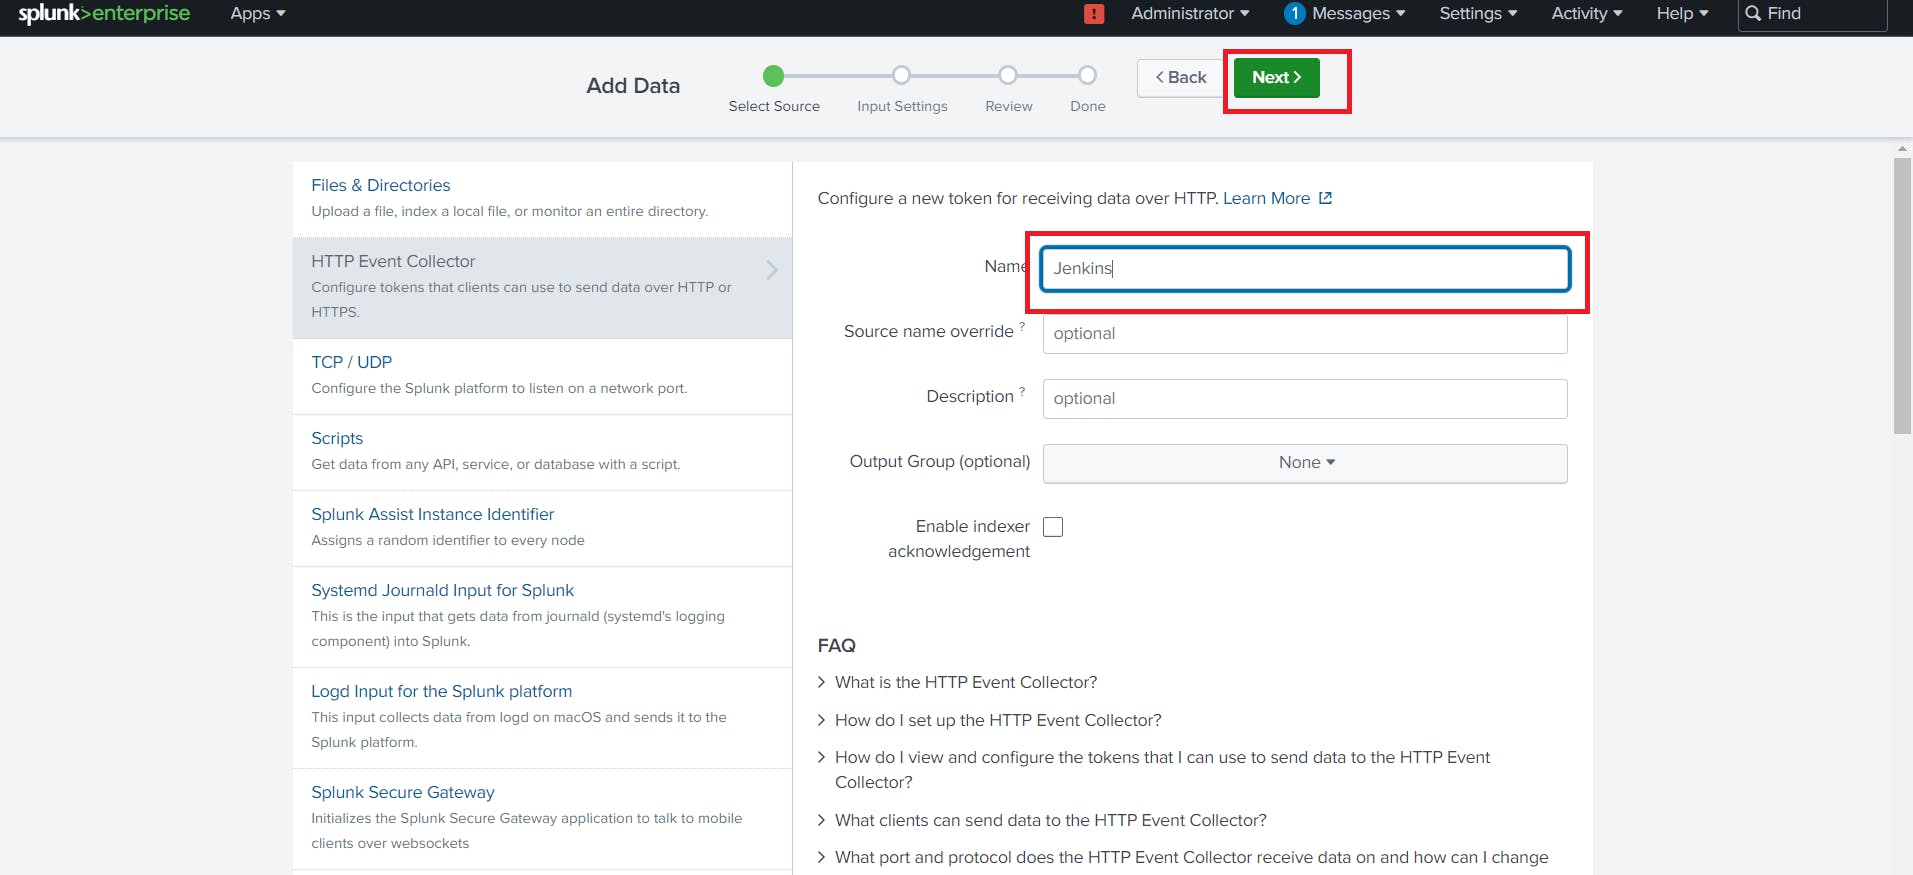 splunk>enterprise Apps Administrator 1 Messages Settings Activity Help Find
Add Data
Select Source Input Settings Review Done
Back Next
Files & Directories
Upload a file, index a local file, or monitor an entire directory.
HTTP Event Collector
Configure tokens that clients can use to send data over HTTP or
HTTPS.
TCP / UDP
Configure the Splunk platform to listen on a network port.
Scripts
Get data from any API, service, or database with a script.
Splunk Assist Instance Identifier
Assigns a random identifier to every node
Systemd Journald Input for Splunk
This is the input that gets data from journald (systemd's logging
component) into Splunk.
Logd Input for the Splunk platform
This input collects data from logd on macOS and sends it to the
Splunk platform.
Splunk Secure Gateway
Initializes the Splunk Secure Gateway application to talk to mobile
clients over websockets
Configure a new token for receiving data over HTTP. Learn More
Name Jenkins
Source name override ? optional
Description ? optional
Output Group (optional) None
Enable indexer
acknowledgement
FAQ
What is the HTTP Event Collector?
How do I set up the HTTP Event Collector?
How do I view and configure the tokens that I can use to send data to the HTTP Event
Collector?
What clients can send data to the HTTP Event Collector?
What port and protocol does the HTTP Event Collector receive data on and how can I change